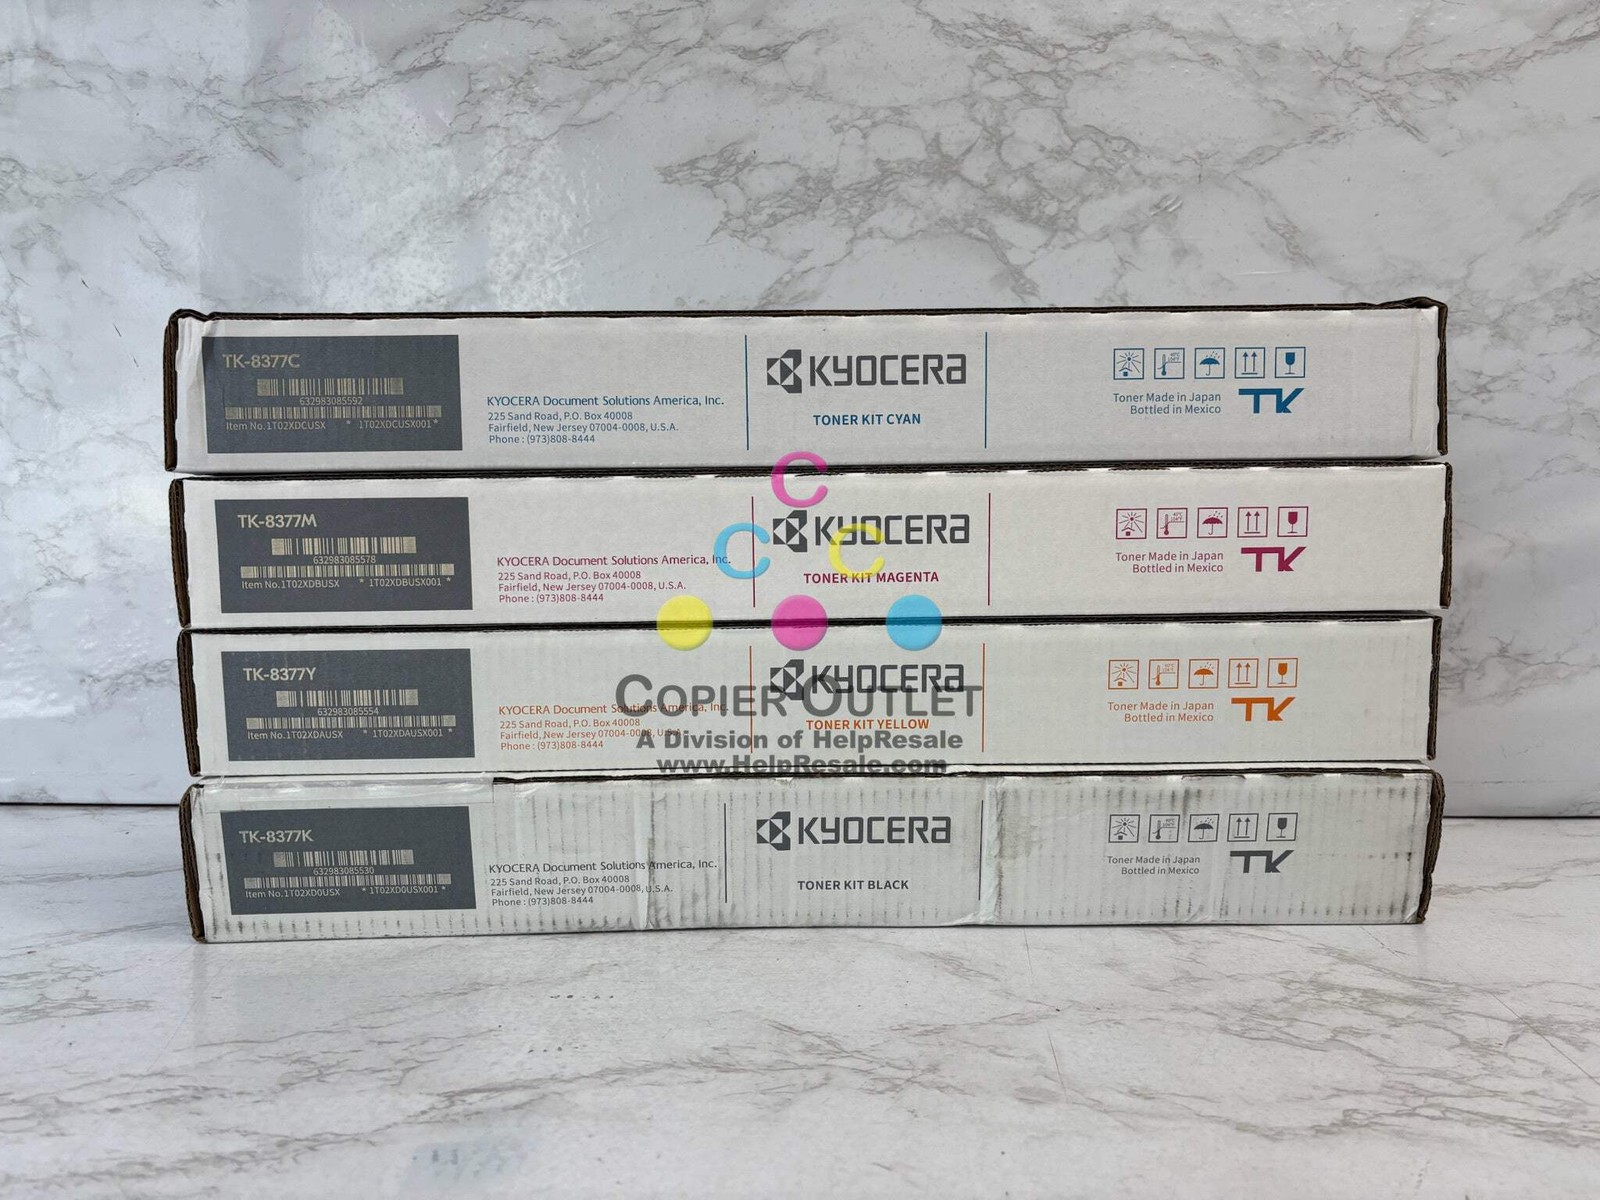 TK-8377C
632983085592
Item No.1T02XDCUSX * 1T02XDCUSX001 *
KYOCERA Document Solutions America, Inc.
225 Sand Road, P.O. Box 40008
Fairfield, New Jersey 07004-0008, U.S.A.
Phone : (973)808-8444
KYOCERA
TONER KIT CYAN
Toner Made in Japan
Bottled in Mexico
TK
TK-8377M
632983085578
Item No.1T02XDBUSX * 1T02XDBUSX001 *
KYOCERA Document Solutions America, Inc.
225 Sand Road, P.O. Box 40008
Fairfield, New Jersey 07004-0008, U.S.A.
Phone : (973)808-8444
C
C C
KYOCERA
TONER KIT MAGENTA
Toner Made in Japan
Bottled in Mexico
TK
TK-8377Y
632983085554
Item No.1T02XDAUSX * 1T02XDAUSX001 *
KYOCERA Document Solutions America, Inc.
225 Sand Road, P.O. Box 40008
Fairfield, New Jersey 07004-0008, U.S.A.
Phone : (973)808-8444
KYOCERA
TONER KIT YELLOW
Copier Outlet
A Division of HelpResale
www.HelpResale.com
Toner Made in Japan
Bottled in Mexico
TK
TK-8377K
632983085530
Item No.1T02XD0USX * 1T02XD0USX001 *
KYOCERA Document Solutions America, Inc.
225 Sand Road, P.O. Box 40008
Fairfield, New Jersey 07004-0008, U.S.A.
Phone : (973)808-8444
KYOCERA
TONER KIT BLACK
Toner Made in Japan
Bottled in Mexico
TK